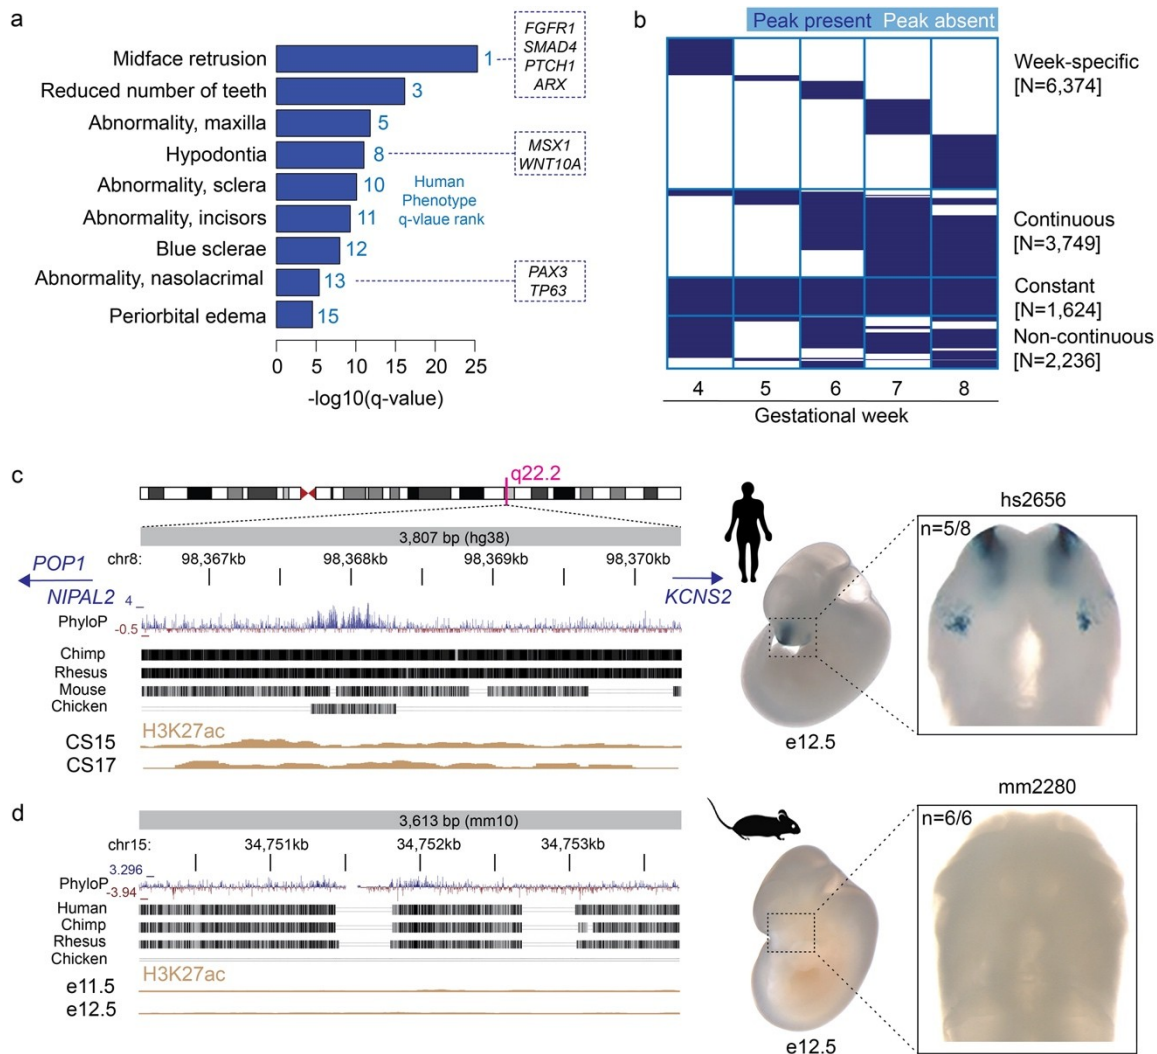 a
Midface retrusion
Reduced number of teeth
Abnormality, maxilla
Hypodontia
Abnormality, sclera
Abnormality, incisors
Blue sclerae
Abnormality, nasolacrimal
Periorbital edema
1
3
5
8
10
11
12
13
15
Human
Phenotype
q-vlaue rank
FGFR1
SMAD4
PTCH1
ARX
MSX1
WNT10A
PAX3
TP63
0 5 10 15 20 25
-log10(q-value)
b
Peak present Peak absent
Week-specific
[N=6,374]
Continuous
[N=3,749]
Constant
[N=1,624]
Non-continuous
[N=2,236]
4 5 6 7 8
Gestational week
c
q22.2
3,807 bp (hg38)
chr8: 98,367kb 98,368kb 98,369kb 98,370kb
POP1
NIPAL2
KCNS2
4
PhyloP
-0.5
Chimp
Rhesus
Mouse
Chicken
H3K27ac
CS15
CS17
e12.5
hs2656
n=5/8
d
3,613 bp (mm10)
chr15: 34,751kb 34,752kb 34,753kb
3.296
PhyloP
-3.94
Human
Chimp
Rhesus
Chicken
H3K27ac
e11.5
e12.5
e12.5
mm2280
n=6/6